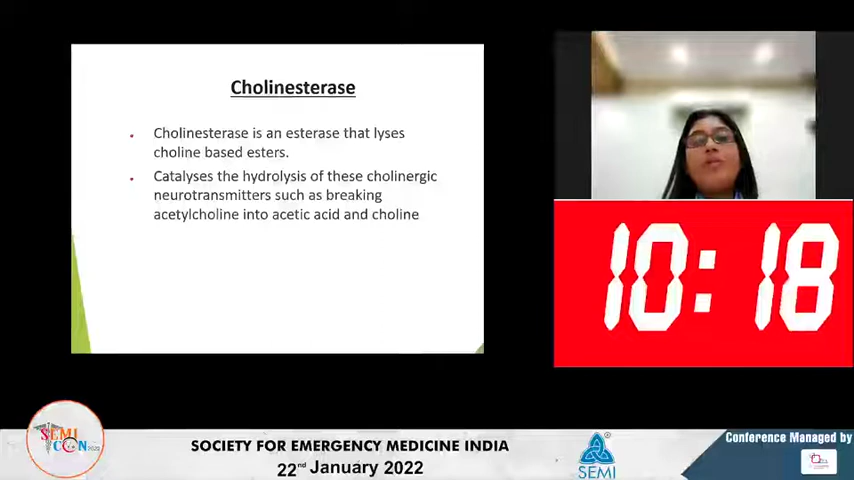 Cholinesterase
Cholinesterase is an esterase that lyses
choline based esters.
Catalyses the hydrolysis of these cholinergic
neurotransmitters such as breaking
acetylcholine into acetic acid and choline
10:18
SEMI
CON2022
SOCIETY FOR EMERGENCY MEDICINE INDIA
22nd January 2022
SEMI
Conference Managed by